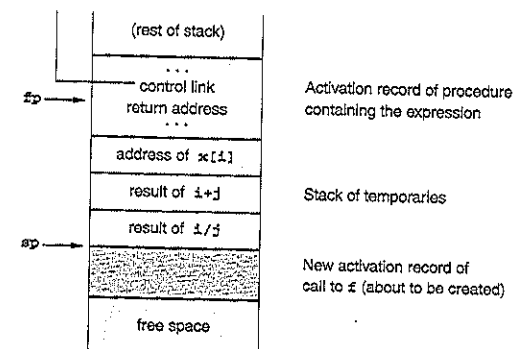 (rest of stack)
. . .
control link
return address
. . .
fp
Activation record of procedure
containing the expression
address of x[i]
result of i+j
Stack of temporaries
result of i/j
sp
New activation record of
call to f (about to be created)
free space